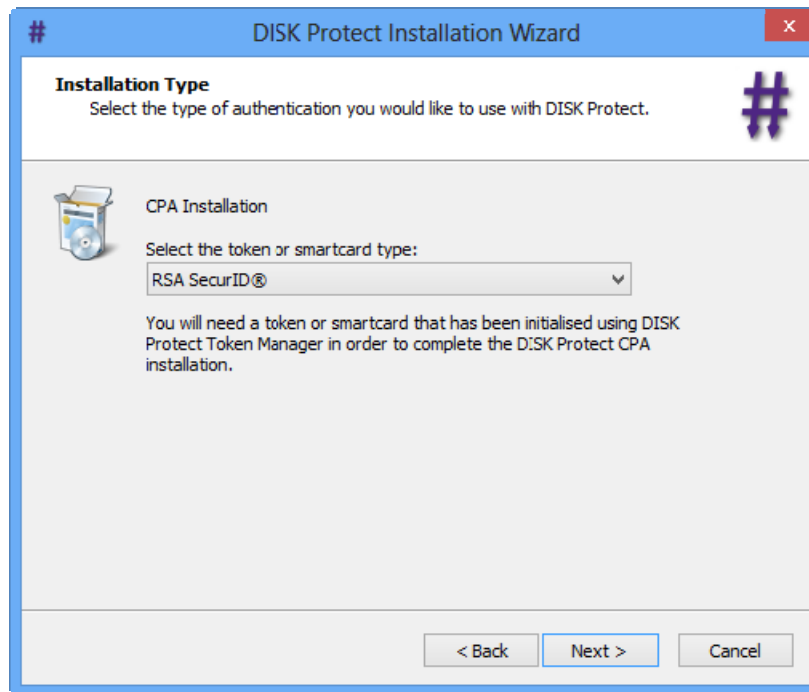 DISK Protect Installation Wizard
Installation Type
Select the type of authentication you would like to use with DISK Protect.
CPA Installation
Select the token or smartcard type:
RSA SecurID®
You will need a token or smartcard that has been initialised using DISK
Protect Token Manager in order to complete the DISK Protect CPA
installation.
< Back
Next >
Cancel